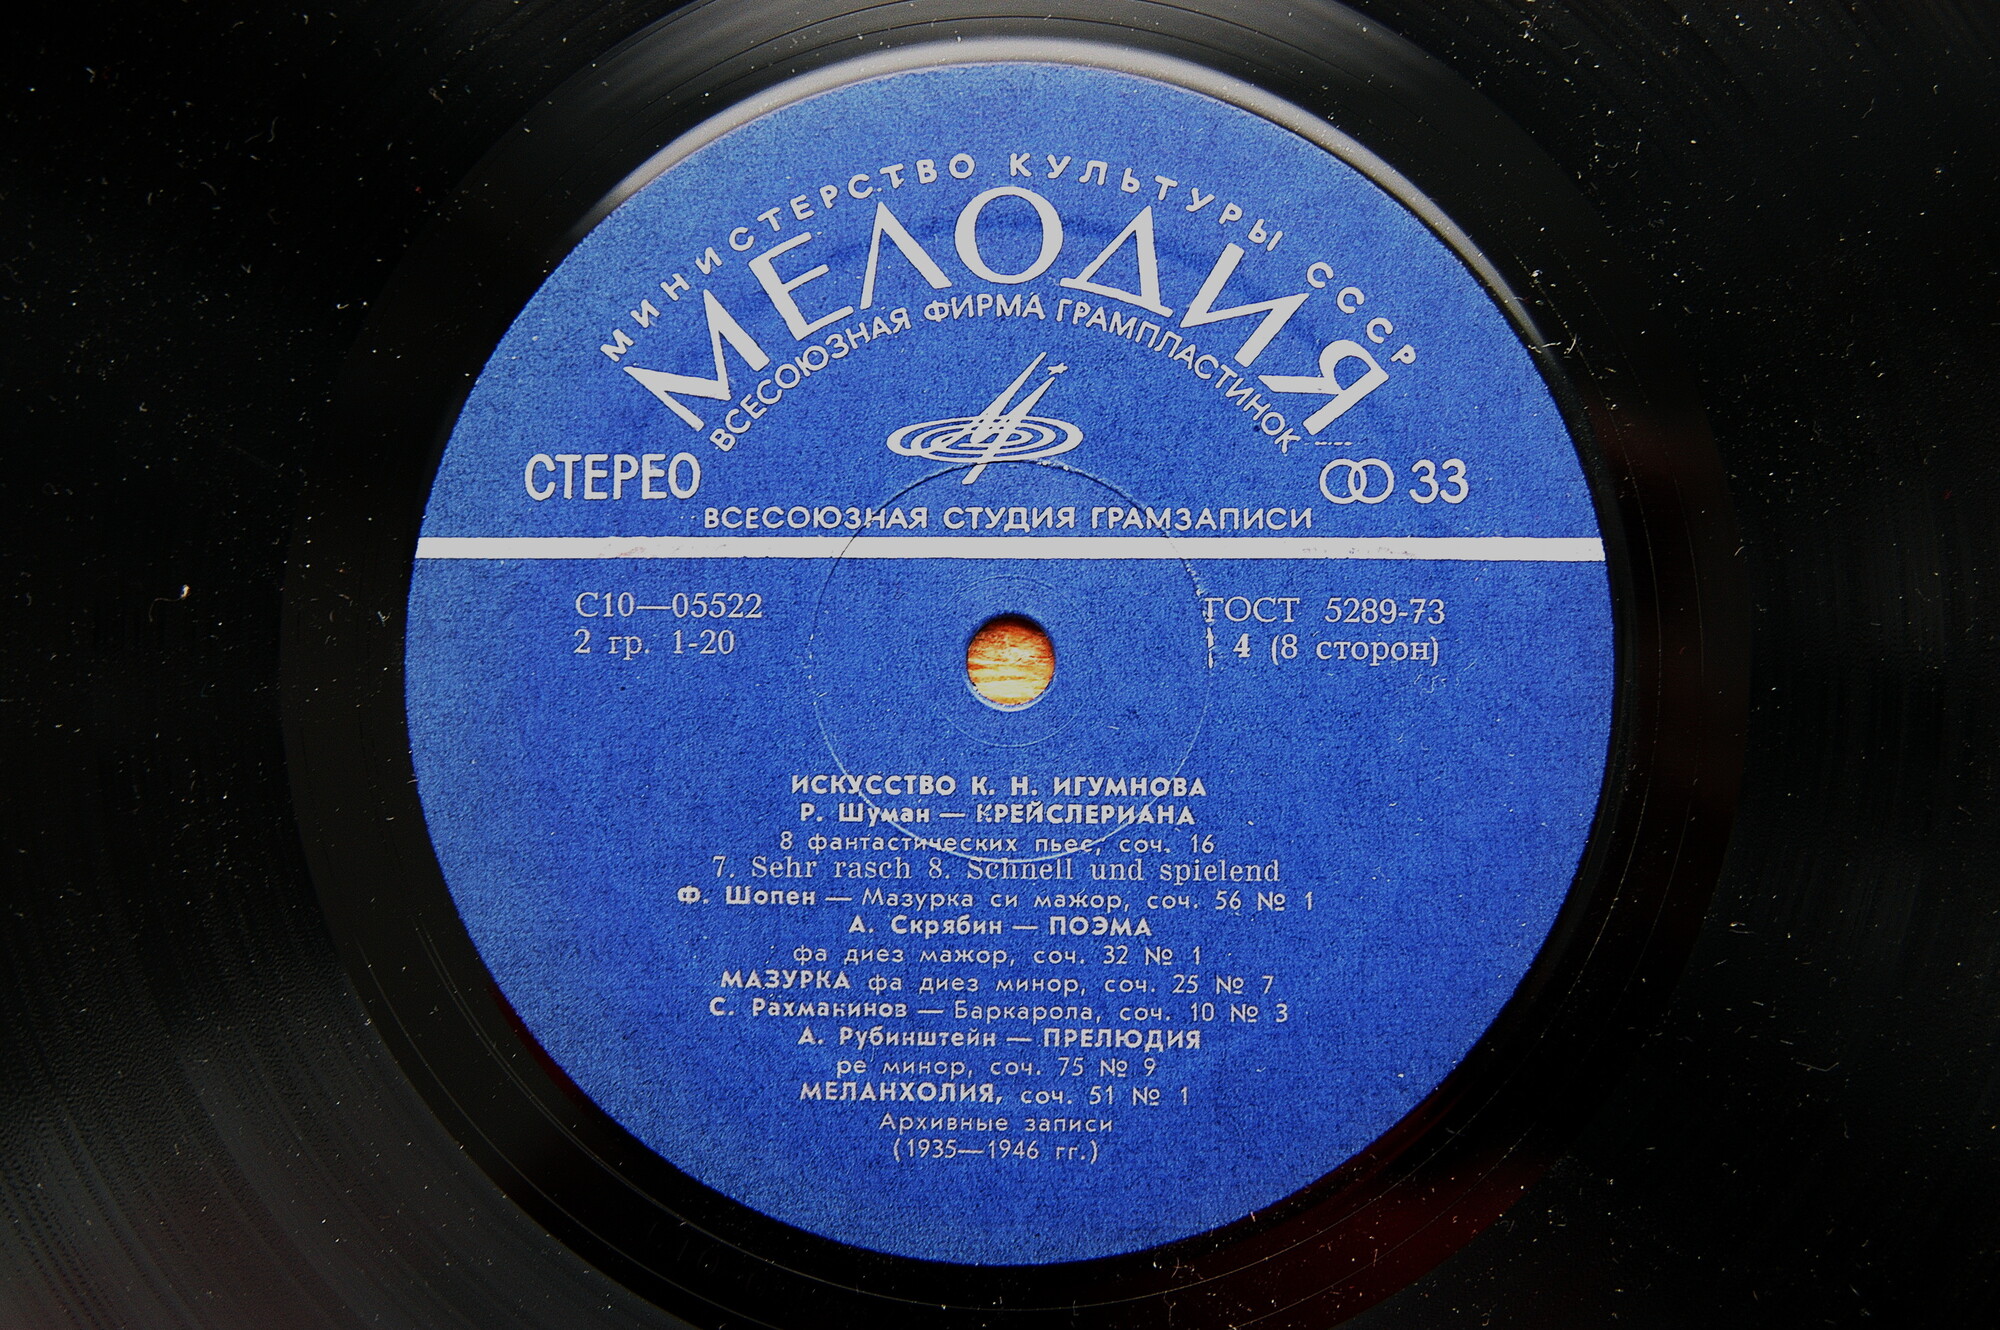 МИНИСТЕРСТВО КУЛЬТУРЫ СССР
МЕЛОДИЯ
ВСЕСОЮЗНАЯ ФИРМА ГРАМПЛАСТИНОК
СТЕРЕО
33
ВСЕСОЮЗНАЯ СТУДИЯ ГРАМЗАПИСИ
С10—05522
ГОСТ 5289-73
2 гр. 1-20
4 (8 сторон)
ИСКУССТВО К. Н. ИГУМНОВА
Р. Шуман — КРЕЙСЛЕРИАНА
8 фантастических пьес, соч. 16
7. Sehr rasch 8. Schnell und spielend
Ф. Шопен — Мазурка си мажор, соч. 56 № 1
А. Скрябин — ПОЭМА
фа диез мажор, соч. 32 № 1
МАЗУРКА фа диез минор, соч. 25 № 7
С. Рахманинов — Баркарола, соч. 10 № 3
А. Рубинштейн — ПРЕЛЮДИЯ
ре минор, соч. 75 № 9
МЕЛАНХОЛИЯ, соч. 51 № 1
Архивные записи
(1935—1946 гг.)